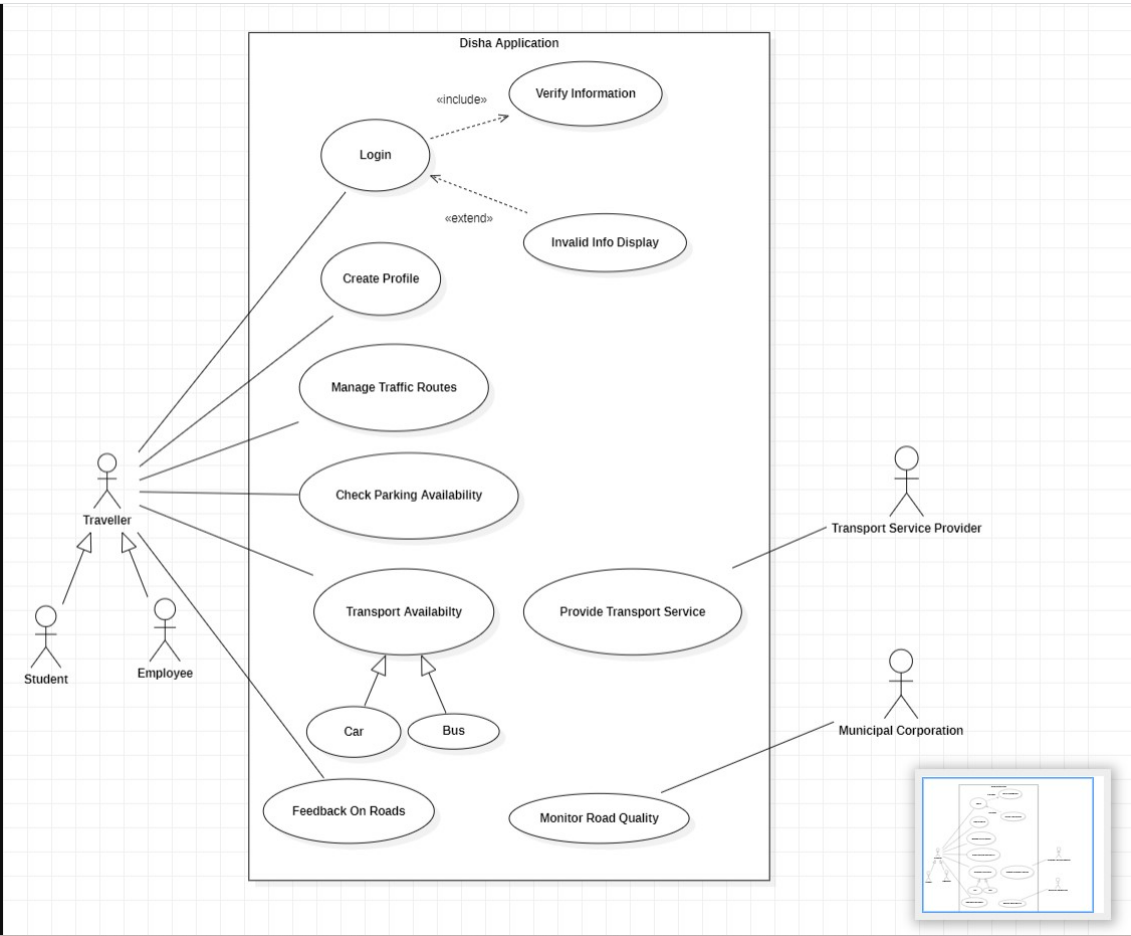 Disha Application
Verify Information
«include»
Login
«extend»
Invalid Info Display
Create Profile
Manage Traffic Routes
Check Parking Availability
Traveller
Transport Service Provider
Transport Availabilty
Provide Transport Service
Student
Employee
Car
Bus
Municipal Corporation
Feedback On Roads
Monitor Road Quality